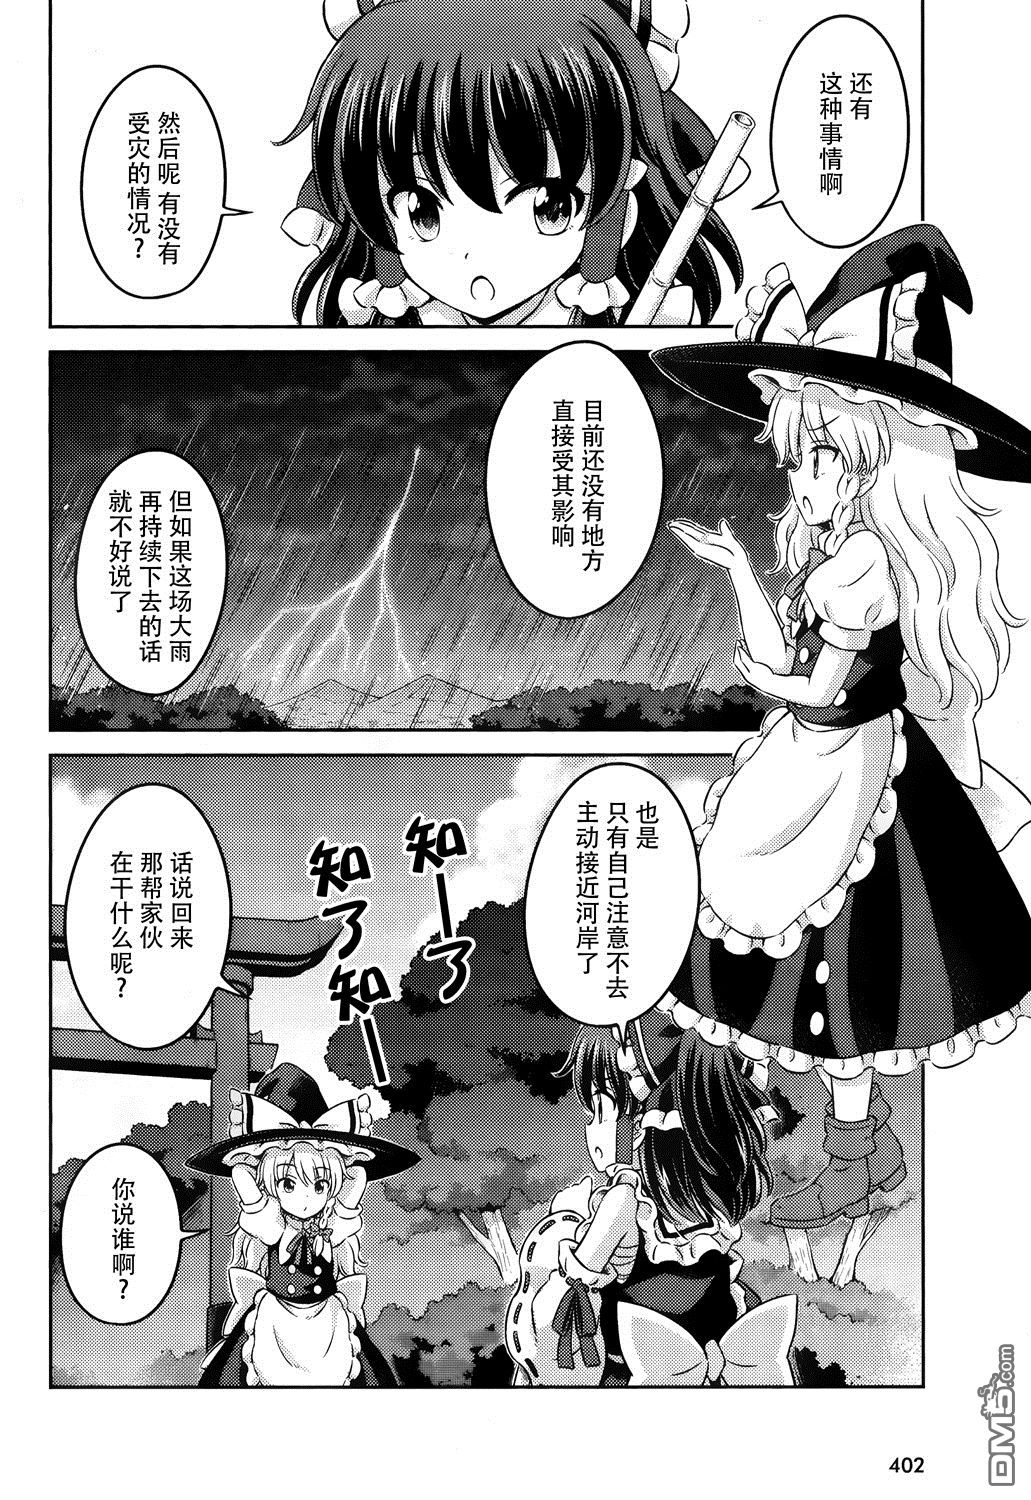 还有
这种事情啊
然后呢 有没有
受灾的情况？
目前还没有地方
直接受其影响
但如果这场大雨
再持续下去的话
就不好说了
也是
只有自己注意不去
主动接近河岸了
知ー了
知了
知ー
话说回来
那帮家伙
在干什么呢？
你说谁啊？
402
DM5.com